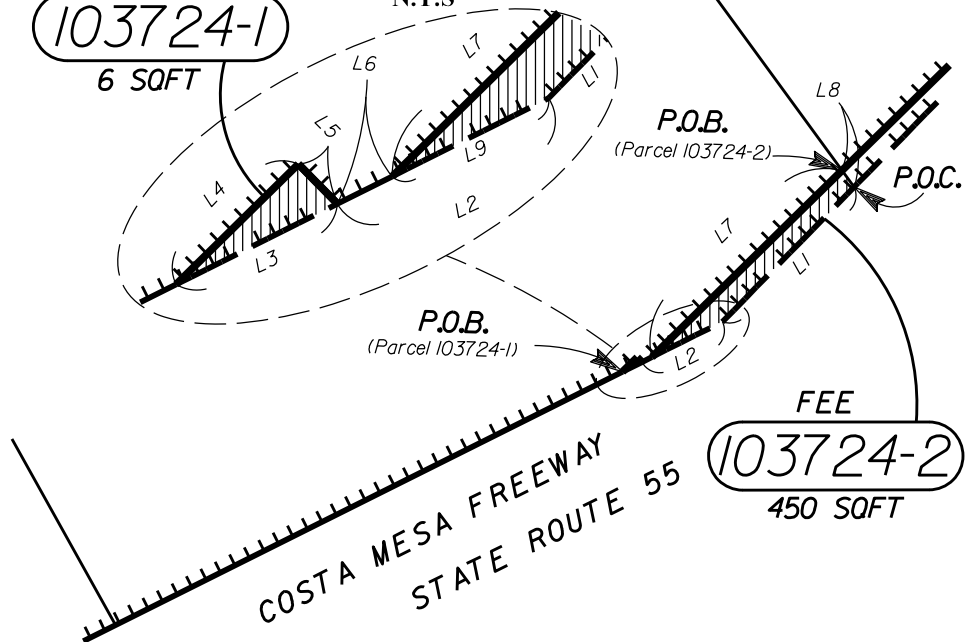 N.T.S
103724-1
6 SQFT
L7
L6
L1
L5
L9
L4
L2
L3
L8
P.O.B.
(Parcel 103724-2)
P.O.C.
L7
L1
P.O.B.
(Parcel 103724-1)
L2
FEE
103724-2
450 SQFT
COSTA MESA FREEWAY
STATE ROUTE 55